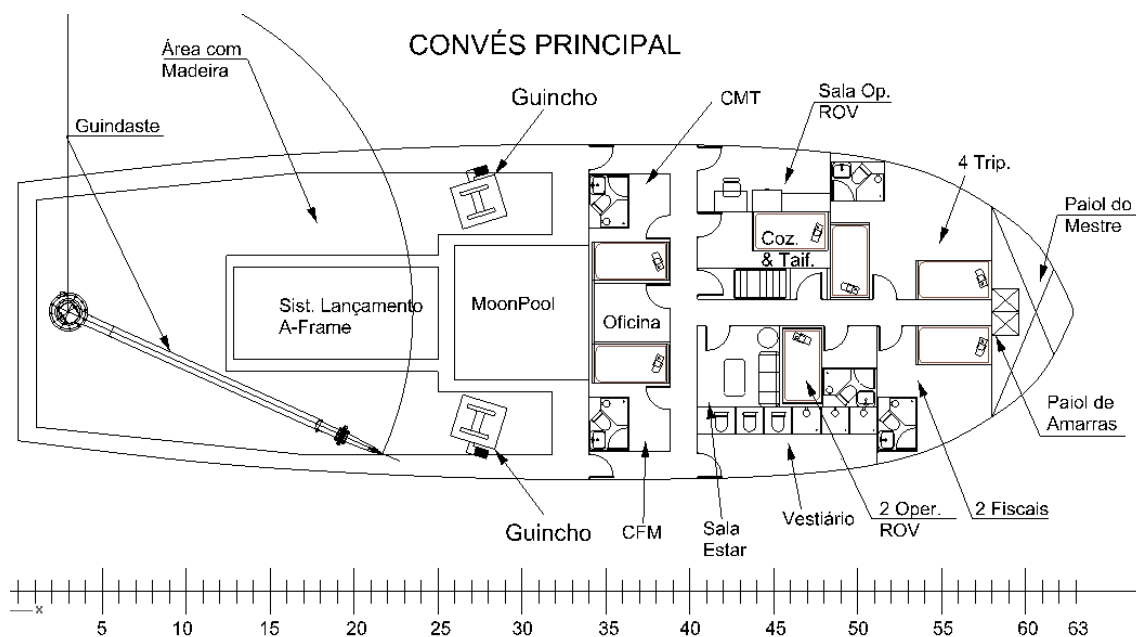 CONVÉS PRINCIPAL
Área com
Madeira
Guindaste
Guincho
CMT
Sala Op.
ROV
4 Trip.
Paiol do
Mestre
Coz.
& Taif.
Sist. Lançamento
A-Frame
MoonPool
Oficina
Paiol de
Amarras
Guincho
CFM
Sala
Estar
Vestiário
2 Oper.
ROV
2 Fiscais
x
5 10 15 20 25 30 35 40 45 50 55 60 63